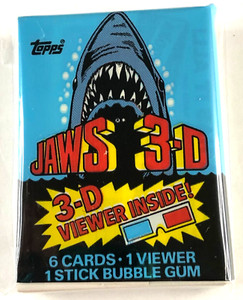 Topps
JAWS 3-D
3-D
VIEWER INSIDE!
6 CARDS • 1 VIEWER
1 STICK BUBBLE GUM